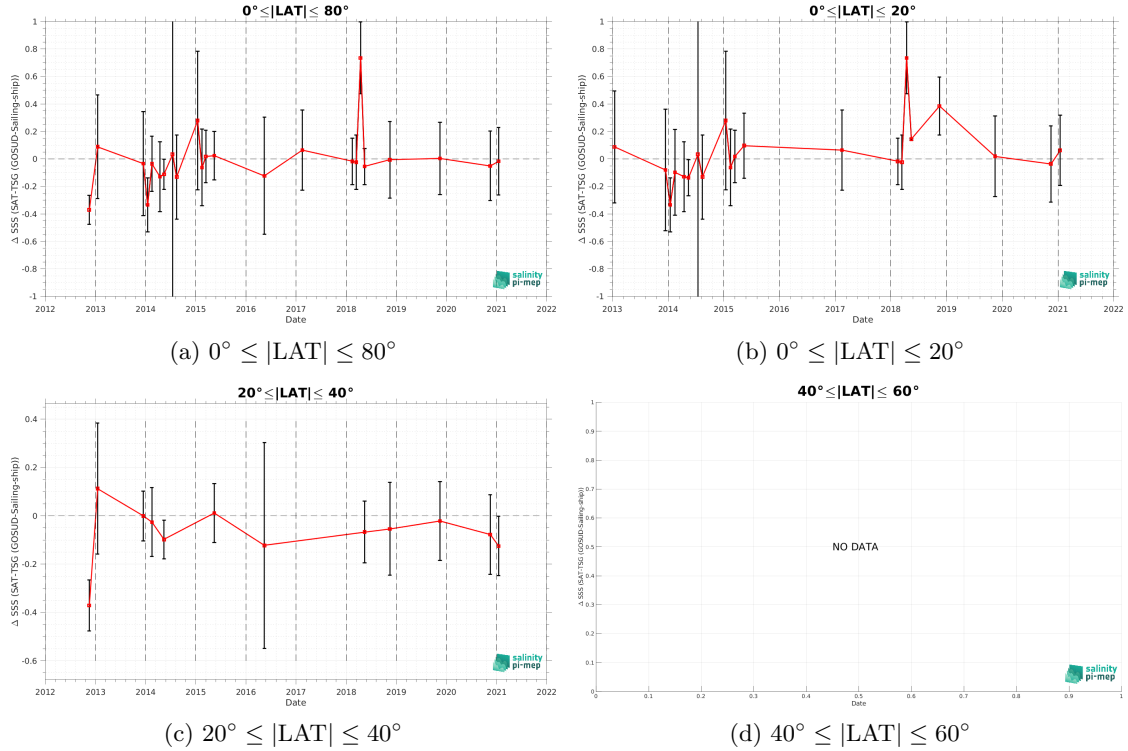 0°≤|LAT|≤ 80°
Δ SSS (SAT-TSG (GOSUD-Sailing-ship))
1
0.8
0.6
0.4
0.2
0
-0.2
-0.4
-0.6
-0.8
-1
2012 2013 2014 2015 2016 2017 2018 2019 2020 2021 2022
Date
salinity
pi-mep
(a) 0° ≤ |LAT| ≤ 80°
0°≤|LAT|≤ 20°
Δ SSS (SAT-TSG (GOSUD-Sailing-ship))
1
0.8
0.6
0.4
0.2
0
-0.2
-0.4
-0.6
-0.8
-1
2013 2014 2015 2016 2017 2018 2019 2020 2021 2022
Date
salinity
pi-mep
(b) 0° ≤ |LAT| ≤ 20°
20°≤|LAT|≤ 40°
Δ SSS (SAT-TSG (GOSUD-Sailing-ship))
0.4
0.2
0
-0.2
-0.4
-0.6
2012 2013 2014 2015 2016 2017 2018 2019 2020 2021 2022
Date
salinity
pi-mep
(c) 20° ≤ |LAT| ≤ 40°
40°≤|LAT|≤ 60°
Δ SSS (SAT-TSG (GOSUD-Sailing-ship))
1
0.9
0.8
0.7
0.6
0.5
0.4
0.3
0.2
0.1
0
NO DATA
0 0.1 0.2 0.3 0.4 0.5 0.6 0.7 0.8 0.9 1
Date
salinity
pi-mep
(d) 40° ≤ |LAT| ≤ 60°